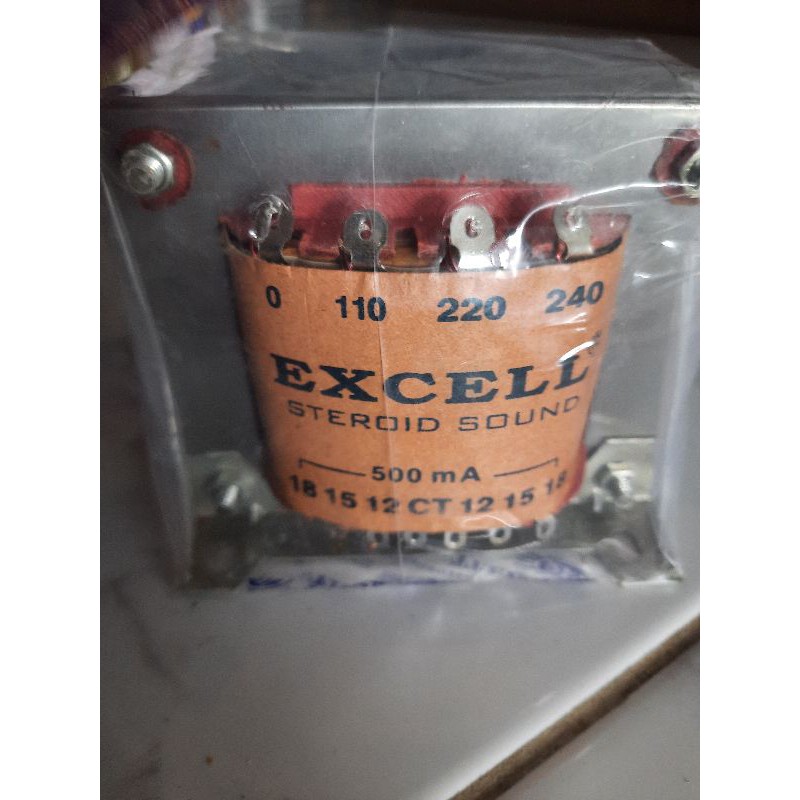 0 110 220 240
EXCELL
STEROID SOUND
500 mA
18 15 12 CT 12 15 18